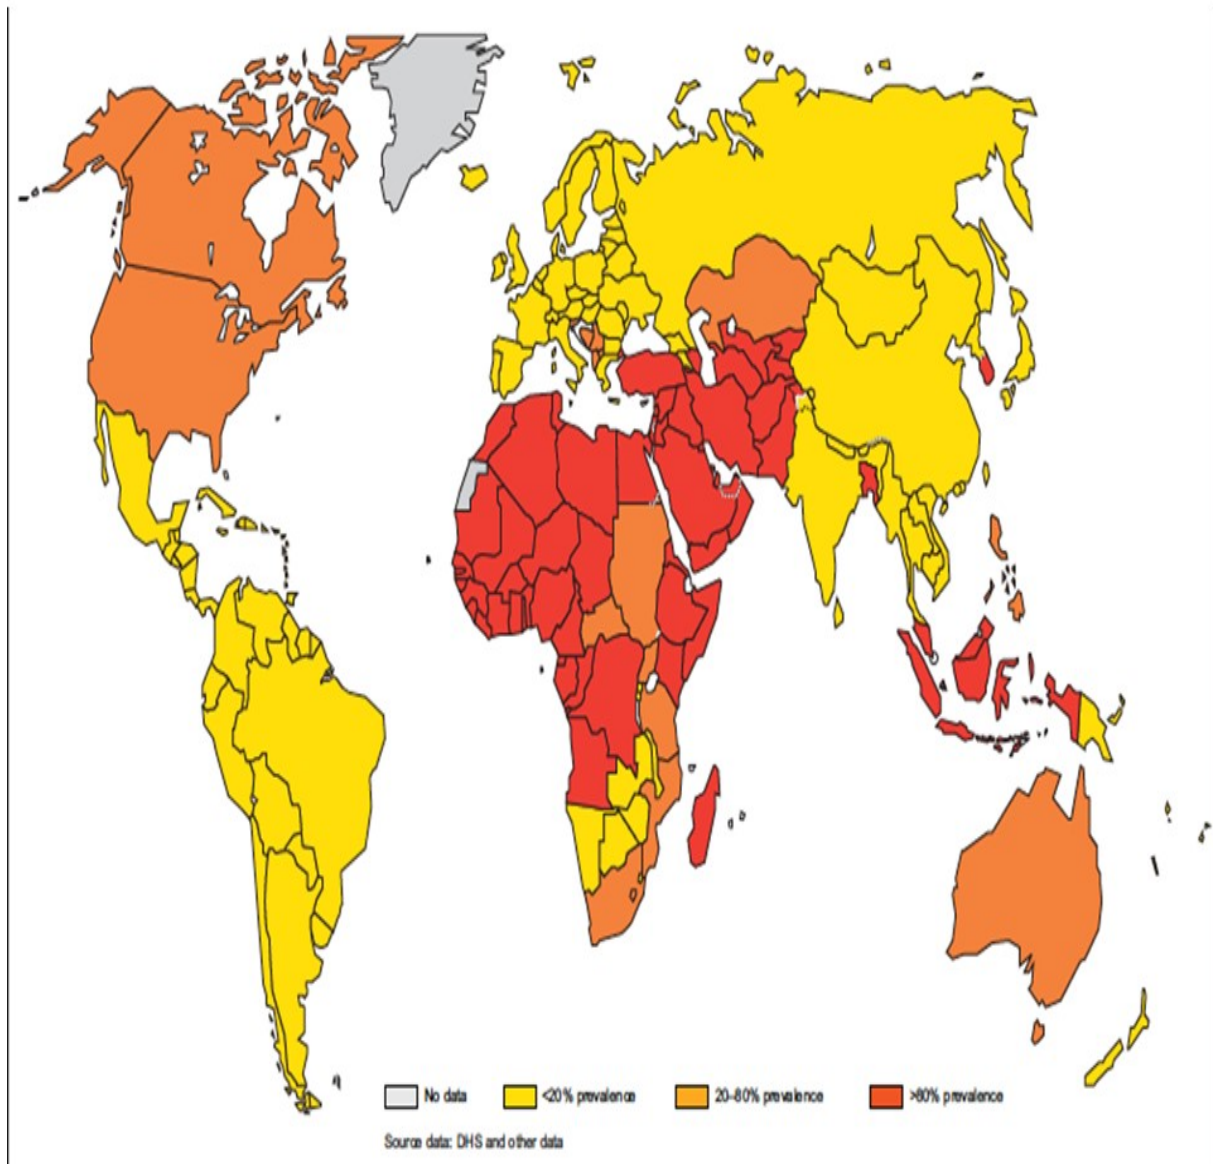 No data <20% prevalence 20–80% prevalence >80% prevalence
Source data: DHS and other data